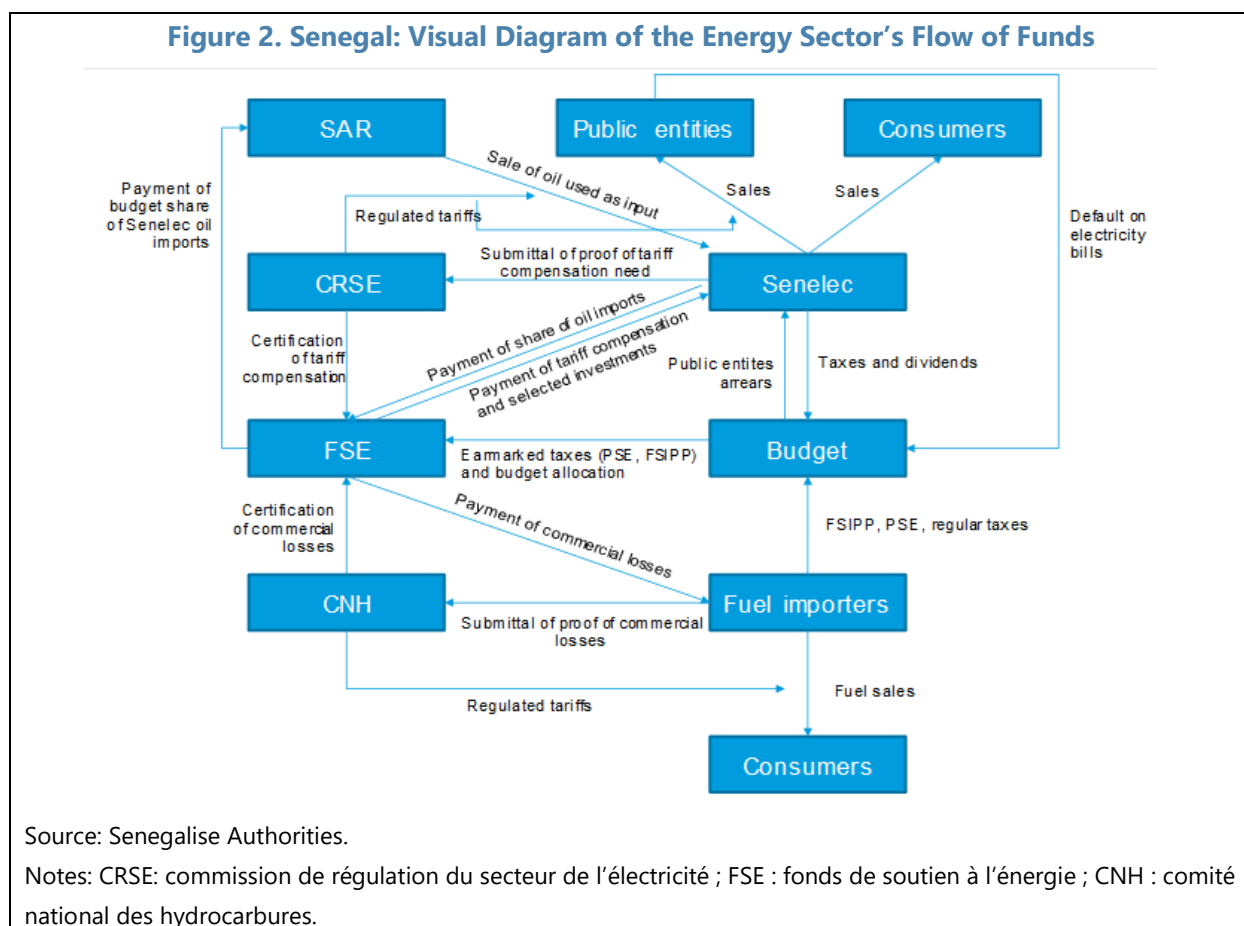 Figure 2. Senegal: Visual Diagram of the Energy Sector’s Flow of Funds
SAR
Public entities
Consumers
Payment of
budget share
of Senelec oil
imports
Sale of oil used as input
Regulated tariffs
Sales
Sales
Default on
electricity
bills
Submittal of proof of tariff
compensation need
CRSE
Senelec
Certification
of tariff
compensation
Payment of share of oil imports
Payment of tariff compensation
and selected investments
Public entites
arrears
Taxes and dividends
FSE
Earmarked taxes (PSE, FSIPP)
and budget allocation
Budget
Certification
of commercial
losses
Payment of commercial losses
FSIPP, PSE, regular taxes
CNH
Submittal of proof of commercial
losses
Fuel importers
Regulated tariffs
Fuel sales
Consumers
Source: Senegalise Authorities.
Notes: CRSE: commission de régulation du secteur de l’électricité ; FSE : fonds de soutien à l’énergie ; CNH : comité
national des hydrocarbures.